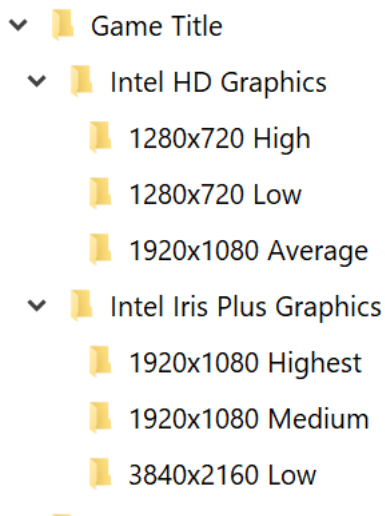 Game Title
Intel HD Graphics
1280x720 High
1280x720 Low
1920x1080 Average
Intel Iris Plus Graphics
1920x1080 Highest
1920x1080 Medium
3840x2160 Low